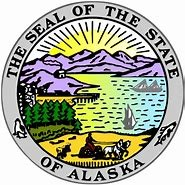 THE SEAL OF THE STATE
OF ALASKA